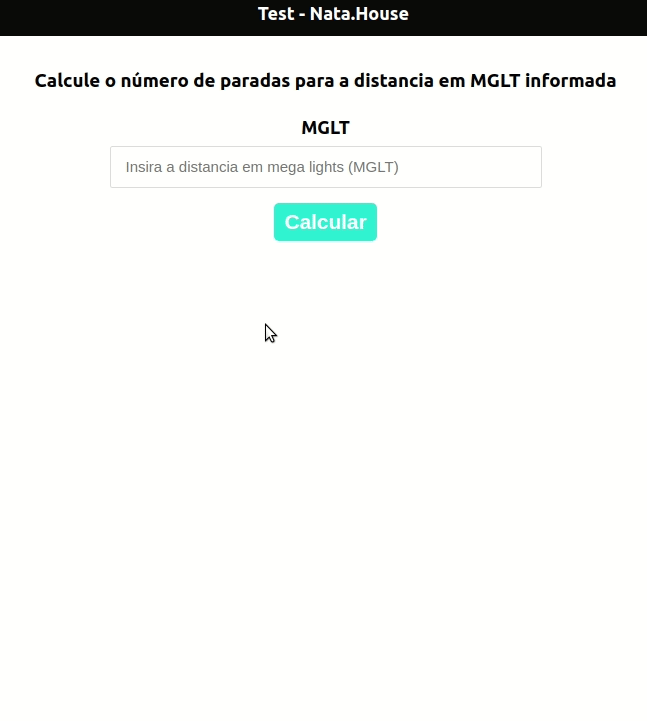 Test - Nata.House
Calcule o número de paradas para a distancia em MGLT informada
MGLT
Insira a distancia em mega lights (MGLT)
Calcular